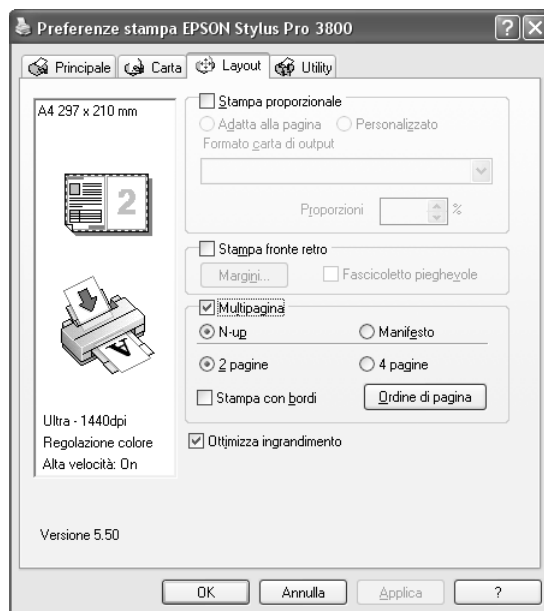 Preferenze stampa EPSON Stylus Pro 3800
Principale Carta Layout Utility
A4 297 x 210 mm
2
A
Ultra - 1440dpi
Regolazione colore
Alta velocità: On
Versione 5.50
Stampa proporzionale
Adatta alla pagina Personalizzato
Formato carta di output
Proporzioni %
Stampa fronte retro
Margini... Fascicoletto pieghevole
Multipagina
N-up Manifesto
2 pagine 4 pagine
Stampa con bordi Ordine di pagina
Ottimizza ingrandimento
OK Annulla Applica ?